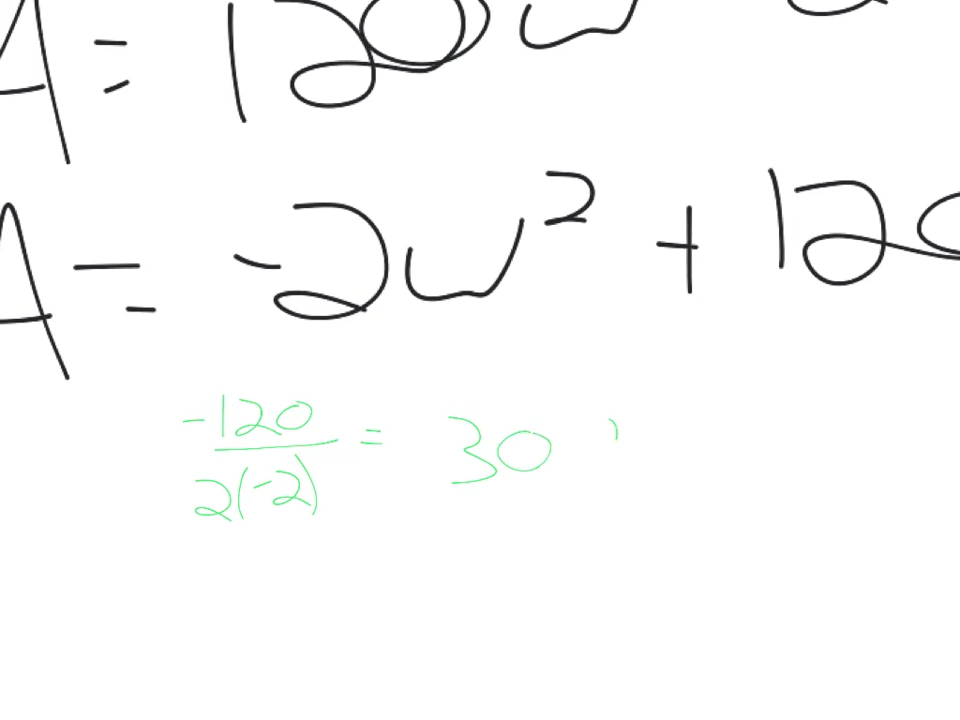 A = 120w
A = -2w² + 120
-120
2(-2)
= 30 '